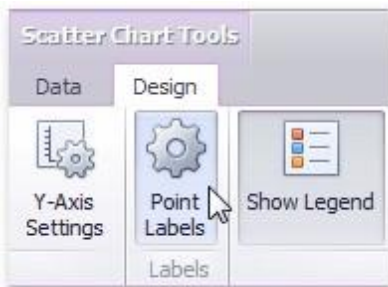 Scatter Chart Tools
Data Design
Y-Axis
Settings
Point
Labels
Show Legend
Labels